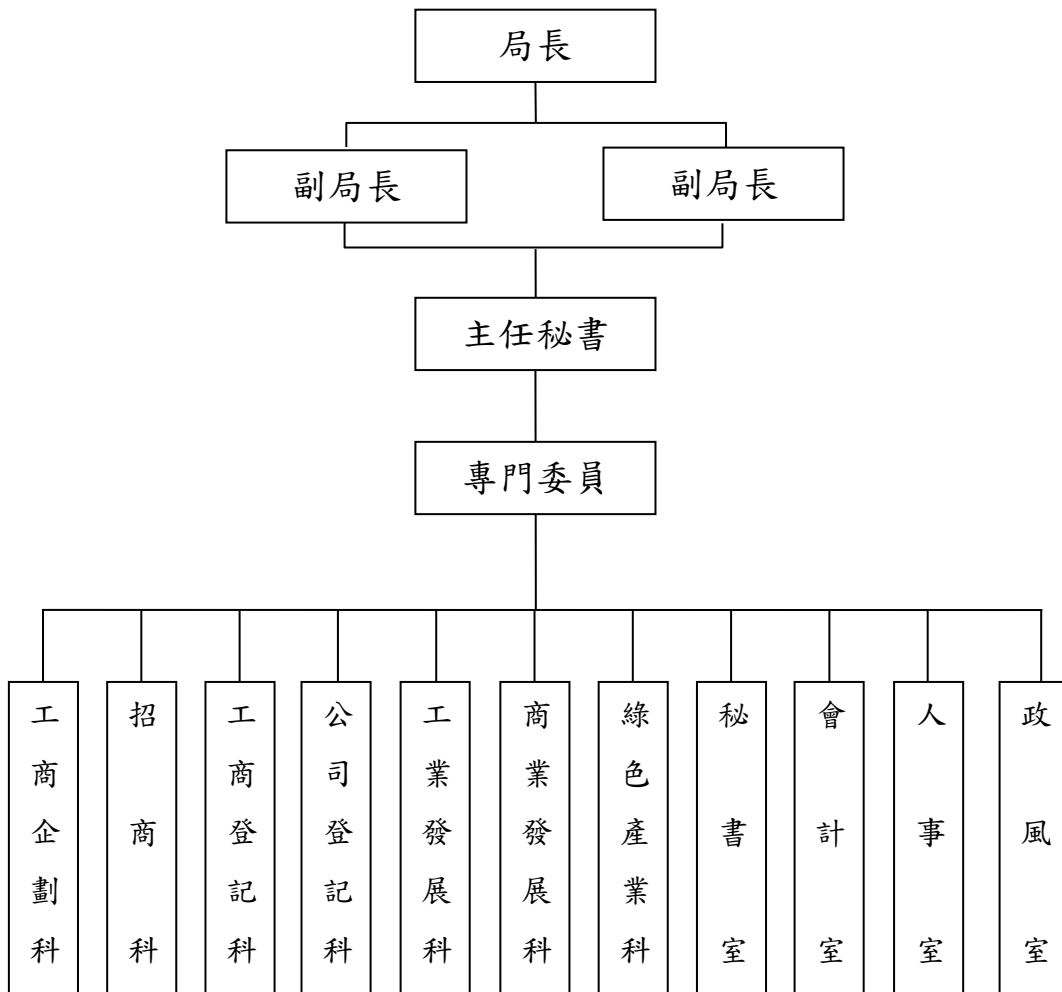 局長
副局長
副局長
主任秘書
專門委員
工商企劃科
招商科
工商登記科
公司登記科
工業發展科
商業發展科
綠色產業科
秘書室
會計室
人事室
政風室